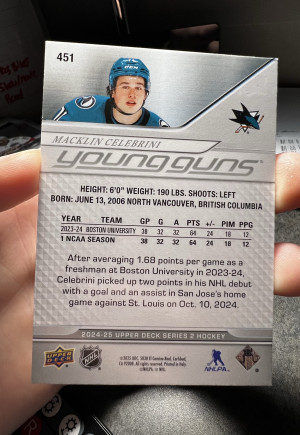 451
MACKLIN CELEBRINI
young guns
HEIGHT: 6'0" WEIGHT: 190 LBS. SHOOTS: LEFT
BORN: JUNE 13, 2006 NORTH VANCOUVER, BRITISH COLUMBIA
YEAR TEAM GP G A PTS +/- PIM PPG
2023-24 BOSTON UNIVERSITY 38 32 32 64 24 18 12
1 NCAA SEASON 38 32 32 64 24 18 12
After averaging 1.68 points per game as a
freshman at Boston University in 2023-24,
Celebrini picked up two points in his NHL debut
with a goal and an assist in San Jose's home
game against St. Louis on Oct. 10, 2024.
2024-25 UPPER DECK SERIES 2 HOCKEY
UPPER DECK
NHL
NHLPA